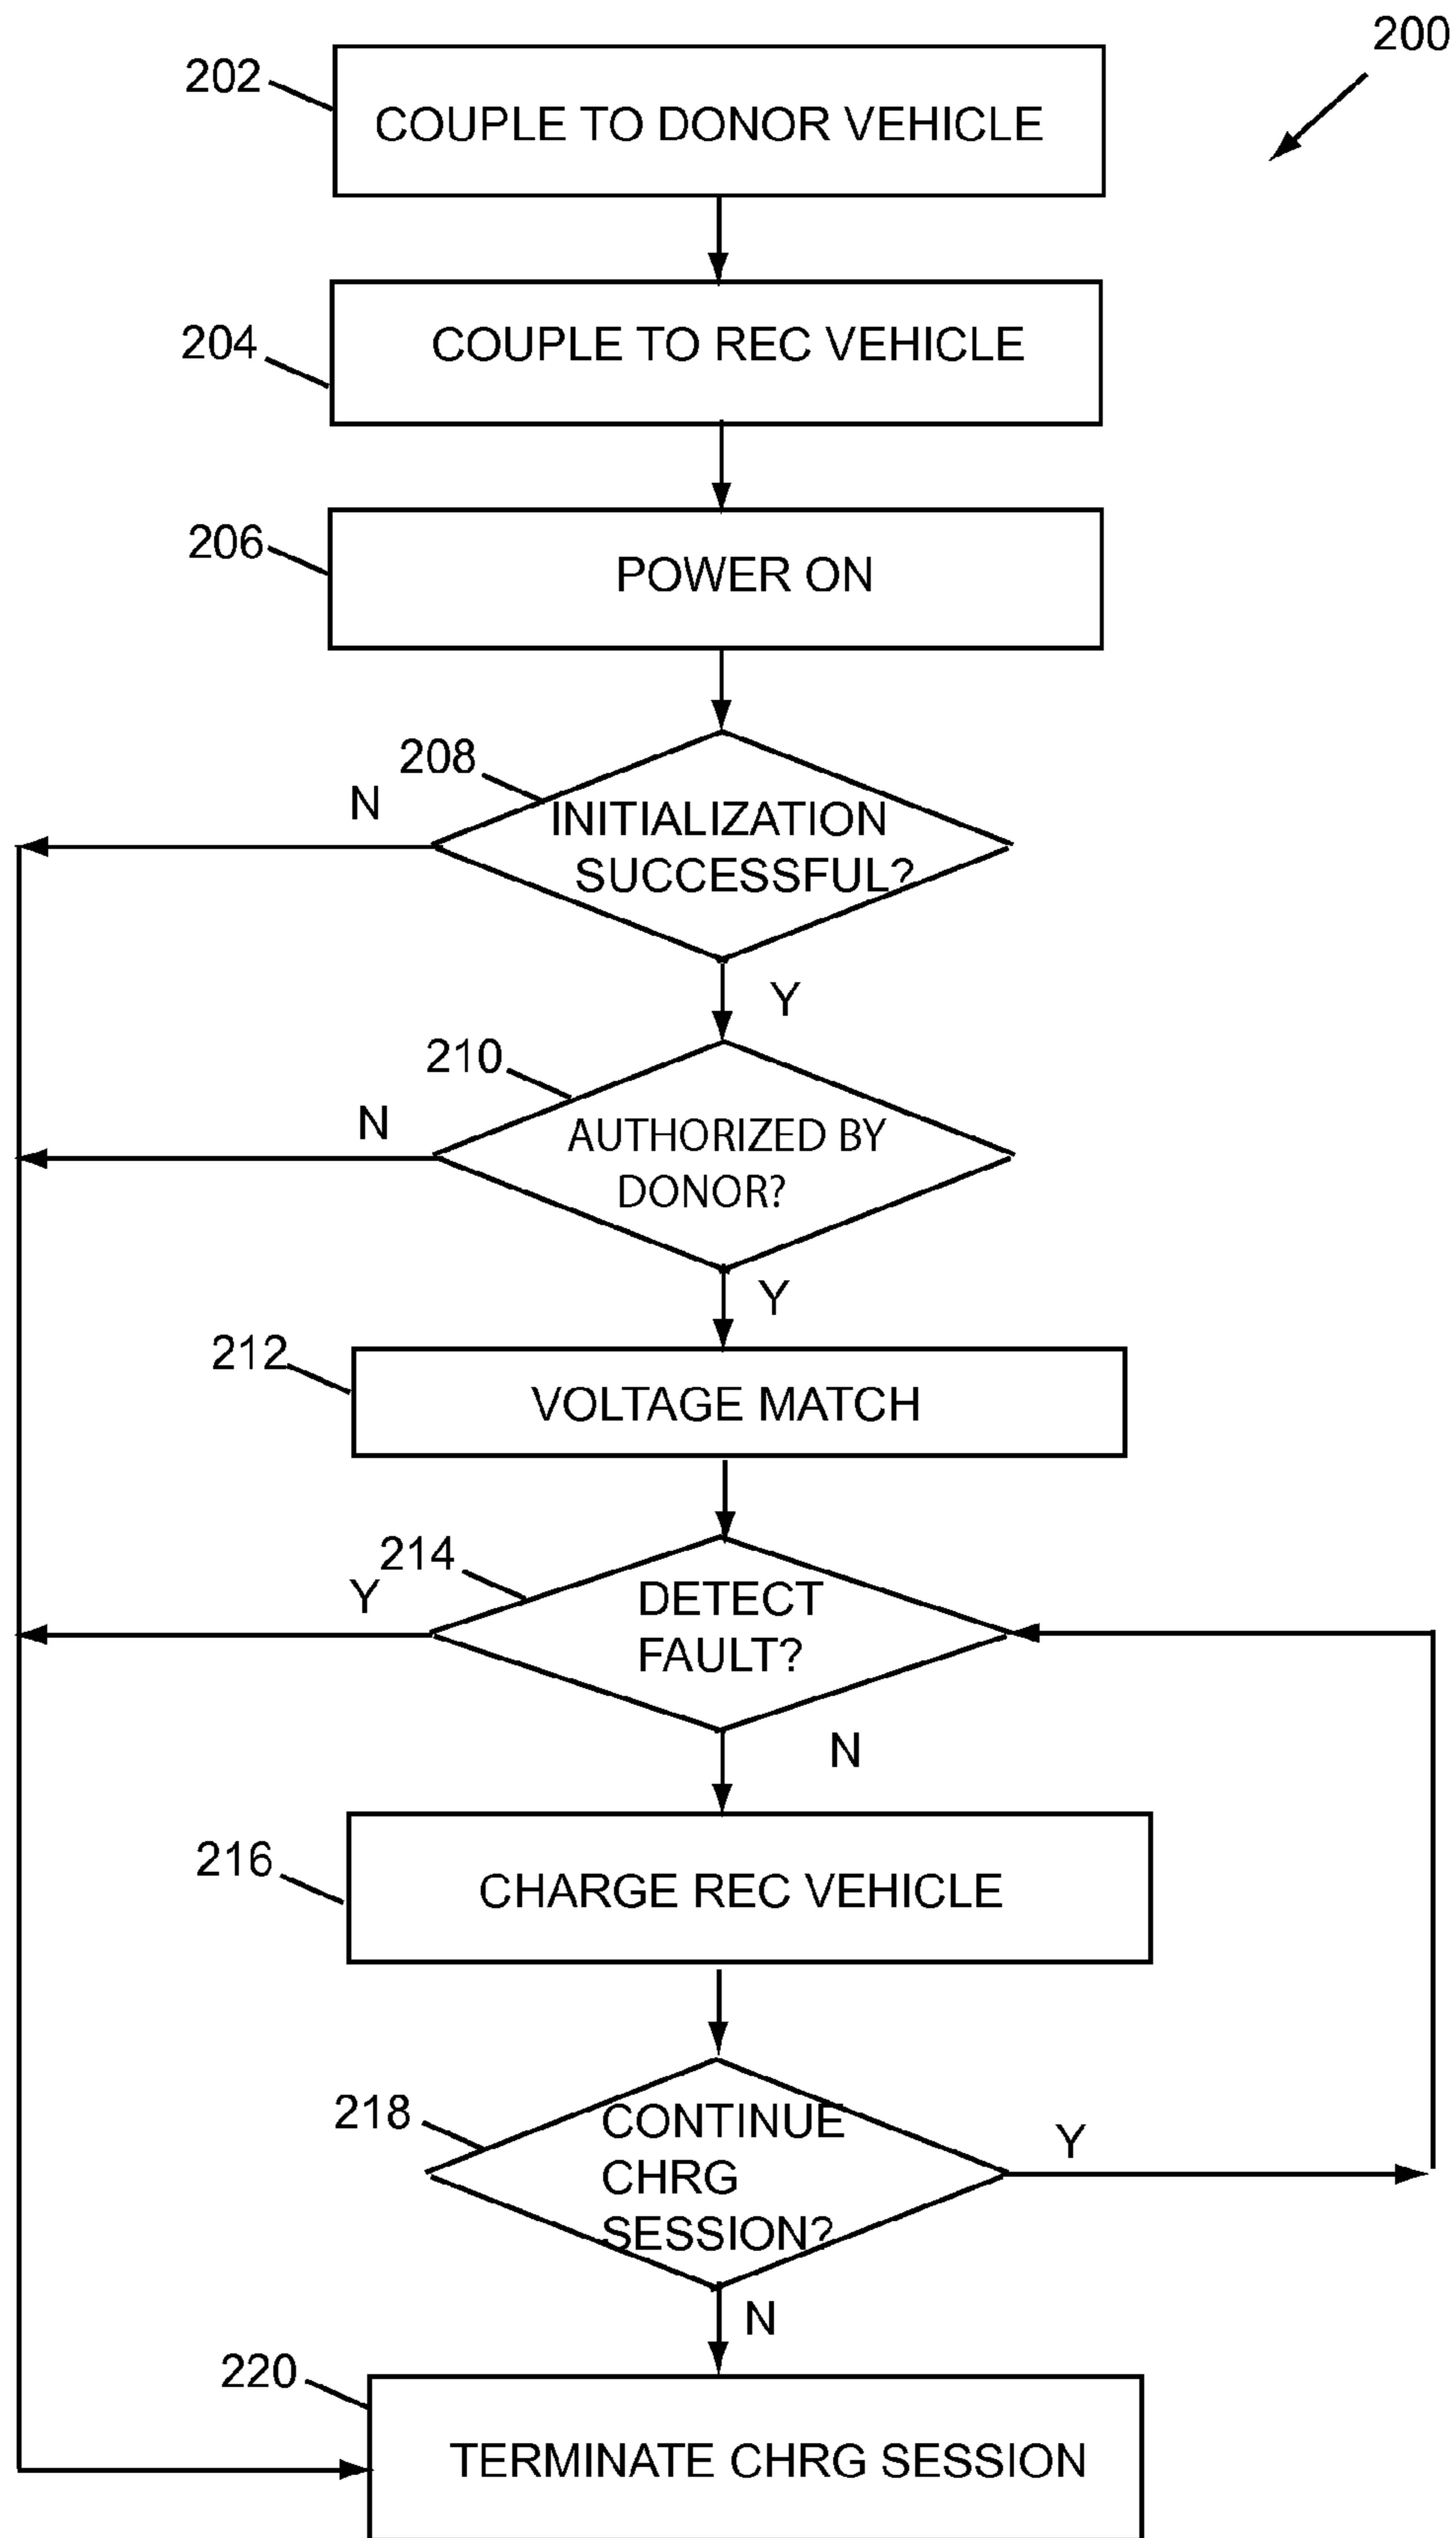 200
202
COUPLE TO DONOR VEHICLE
204
COUPLE TO REC VEHICLE
206
POWER ON
208
N
INITIALIZATION
SUCCESSFUL?
Y
210
N
AUTHORIZED BY
DONOR?
Y
212
VOLTAGE MATCH
214
Y
DETECT
FAULT?
N
216
CHARGE REC VEHICLE
218
CONTINUE
CHRG
SESSION?
Y
N
220
TERMINATE CHRG SESSION